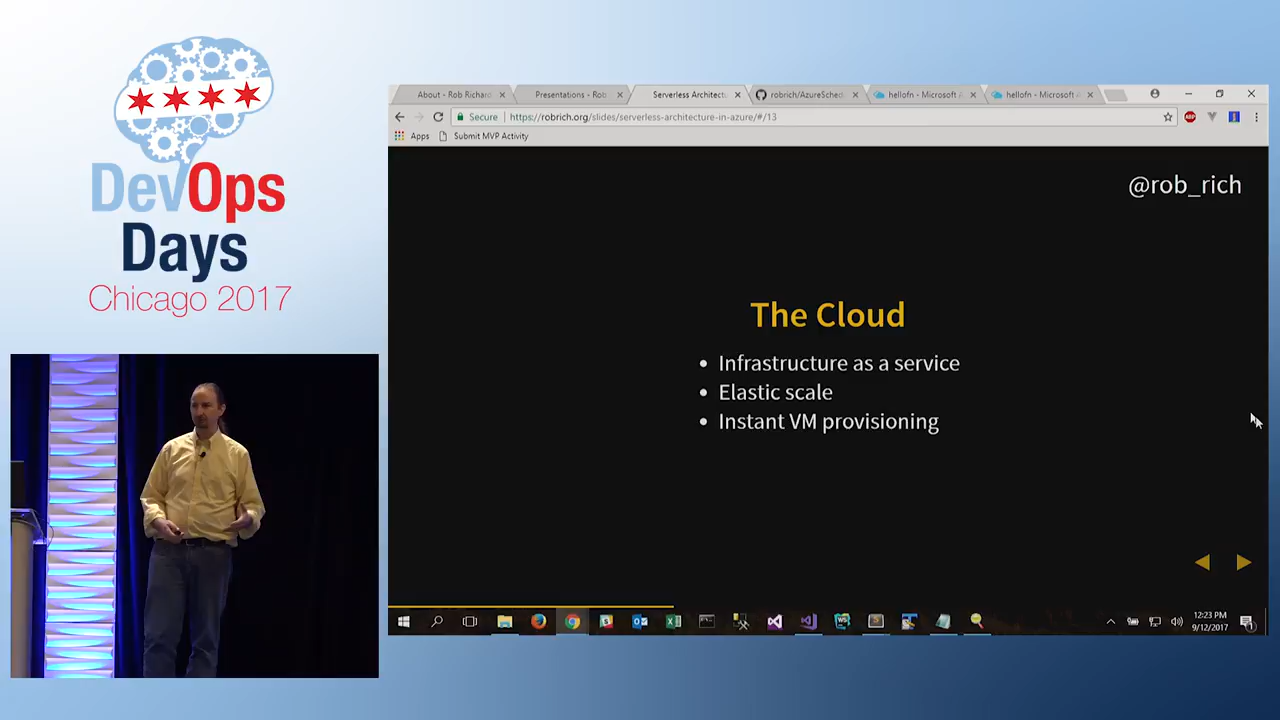 DevOps
Days
Chicago 2017
About - Rob Richard
Presentations - Rob
Serverless Architectu
robrich/AzureSched
hellofn - Microsoft A
hellofn - Microsoft A
Secure
https://robrich.org/slides/serverless-architecture-in-azure/#/13
ABP
Apps
Submit MVP Activity
@rob_rich
The Cloud
• Infrastructure as a service
• Elastic scale
• Instant VM provisioning
12:23 PM
9/12/2017